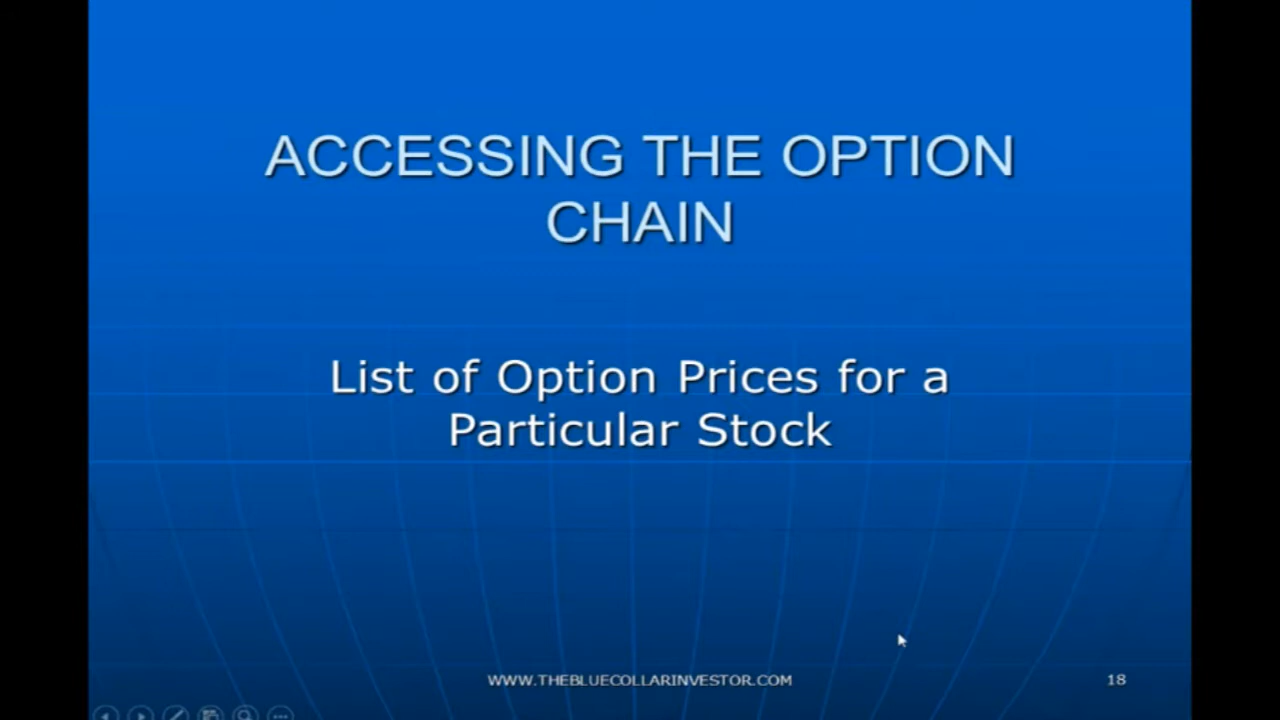 ACCESSING THE OPTION
CHAIN
List of Option Prices for a
Particular Stock
WWW.THEBLUECOLLARINVESTOR.COM
18